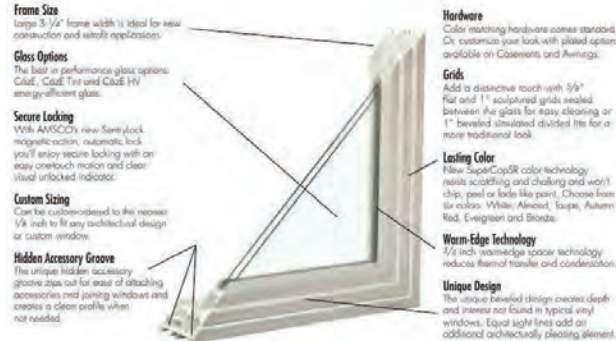 Frame Size
Large 3-1/4" frame width is ideal for new
construction and retrofit applications.
Glass Options
The best in performance glass options:
CōzE, CōzE Tint and CōzE HV
energy-efficient glass.
Secure Locking
With AMSCO's new SentryLock
magnetic-action, automatic lock
you'll enjoy secure locking with an
easy one-touch motion and clear
visual unlocked indicator.
Custom Sizing
Can be custom-ordered to the nearest
1/8 inch to fit any architectural design
or custom window.
Hidden Accessory Groove
The unique hidden accessory
groove zips out for ease of attaching
accessories and joining windows and
creates a clean profile when
not needed.
Hardware
Color matching hardware comes standard.
Or, customize your look with plated options
available on Casements and Awnings.
Grids
Add a distinctive touch with 5/8"
flat and 1" sculptured grids sealed
between the glass for easy cleaning or
1" beveled simulated divided lite for a
more traditional look.
Lasting Color
New SuperCapSR color technology
resists scratching and chalking and won't
chip, peel or fade like paint. Choose from
six colors: White, Almond, Taupe, Autumn
Red, Evergreen and Bronze.
Warm-Edge Technology
3/4 inch warm-edge spacer technology
reduces thermal transfer and condensation.
Unique Design
The unique beveled design creates depth
and interest not found in typical vinyl
windows. Equal sight lines add an
additional architecturally pleasing element.